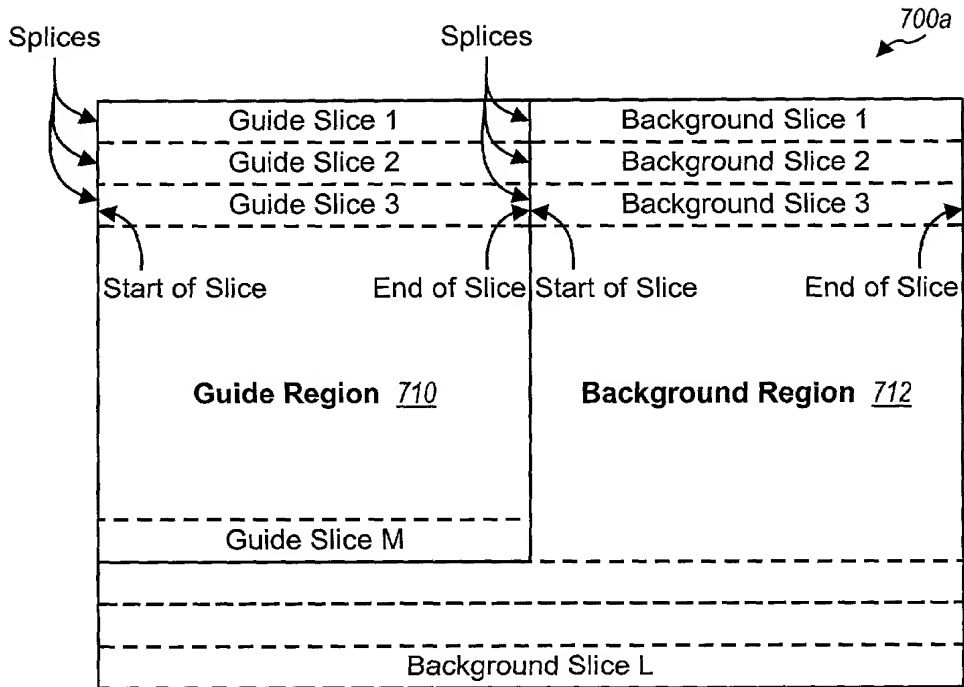 700a
Splices Splices
Guide Slice 1 Background Slice 1
Guide Slice 2 Background Slice 2
Guide Slice 3 Background Slice 3
Start of Slice End of Slice Start of Slice End of Slice
Guide Region 710 Background Region 712
Guide Slice M
Background Slice L